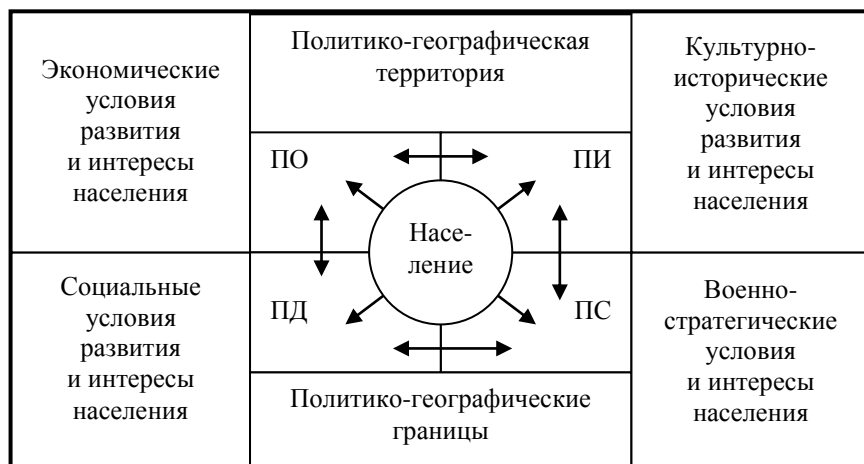 Экономические
условия
развития
и интересы
населения
Политико-географическая
территория
Культурно-
исторические
условия
развития
и интересы
населения
ПО
ПИ
Насе-
ление
ПД
ПС
Социальные
условия
развития
и интересы
населения
Политико-географические
границы
Военно-
стратегические
условия
и интересы
населения